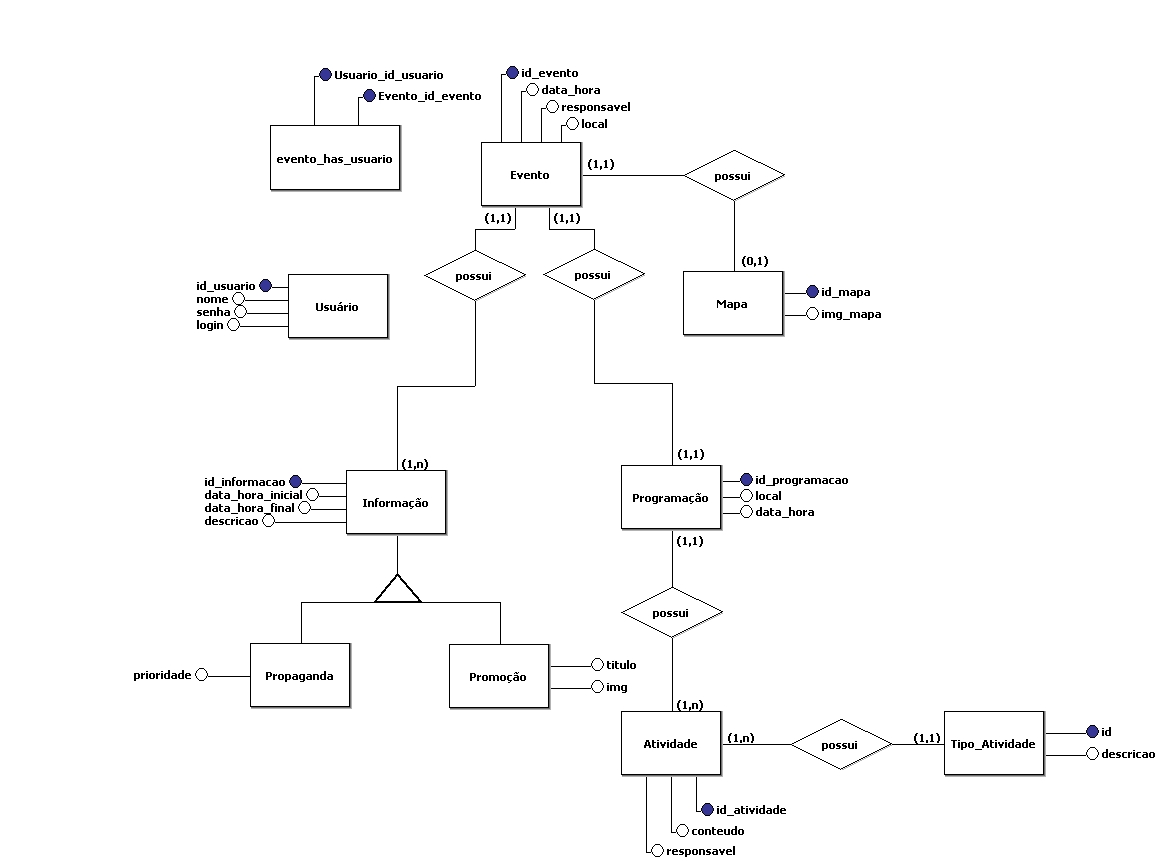 Usuario_id_usuario
Evento_id_evento
evento_has_usuario
id_evento
data_hora
responsavel
local
Evento
(1,1)
possui
(1,1)
(1,1)
possui
possui
(0,1)
Mapa
id_mapa
img_mapa
id_usuario
nome
senha
login
Usuário
(1,n)
id_informacao
data_hora_inicial
data_hora_final
descricao
Informação
(1,1)
Programação
id_programacao
local
data_hora
(1,1)
possui
prioridade
Propaganda
Promoção
titulo
img
(1,n)
Atividade
(1,n)
possui
(1,1)
Tipo_Atividade
id
descricao
id_atividade
conteudo
responsavel